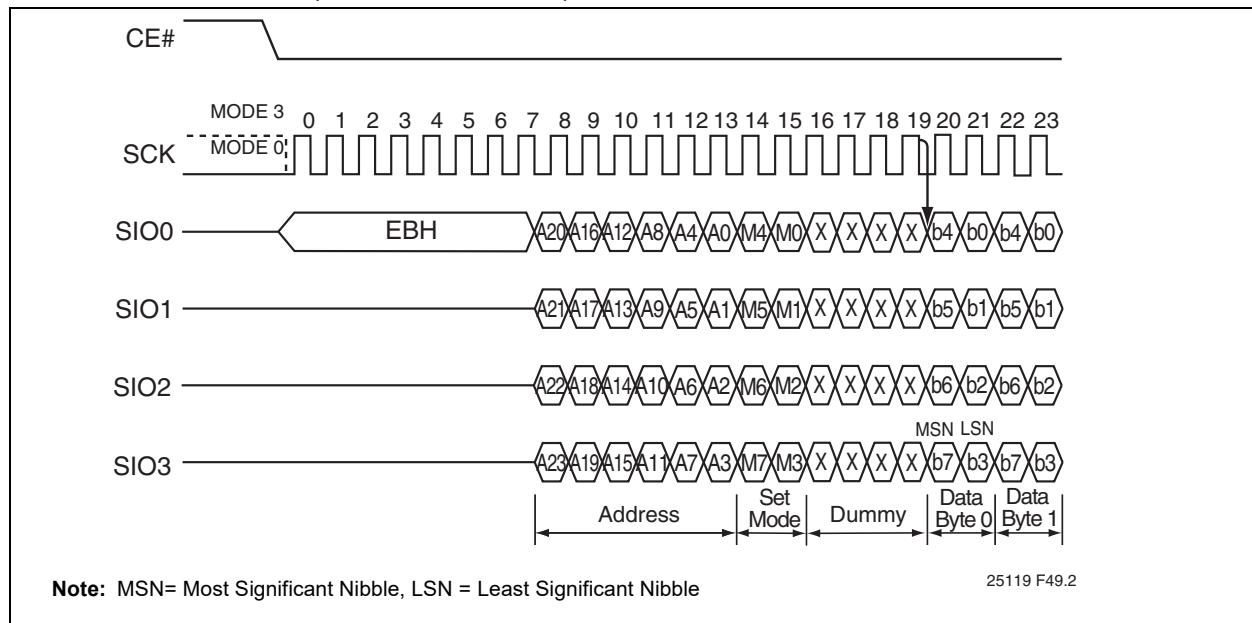 CE#
MODE 3
0 1 2 3 4 5 6 7 8 9 10 11 12 13 14 15 16 17 18 19 20 21 22 23
SCK MODE 0
SIO0 EBH A20 A16 A12 A8 A4 A0 M4 M0 X X X X b4 b0 b4 b0
SIO1 A21 A17 A13 A9 A5 A1 M5 M1 X X X X b5 b1 b5 b1
SIO2 A22 A18 A14 A10 A6 A2 M6 M2 X X X X b6 b2 b6 b2
MSN LSN
SIO3 A23 A19 A15 A11 A7 A3 M7 M3 X X X X b7 b3 b7 b3
Address Set Mode Dummy Data Byte 0 Data Byte 1
Note: MSN= Most Significant Nibble, LSN = Least Significant Nibble
25119 F49.2